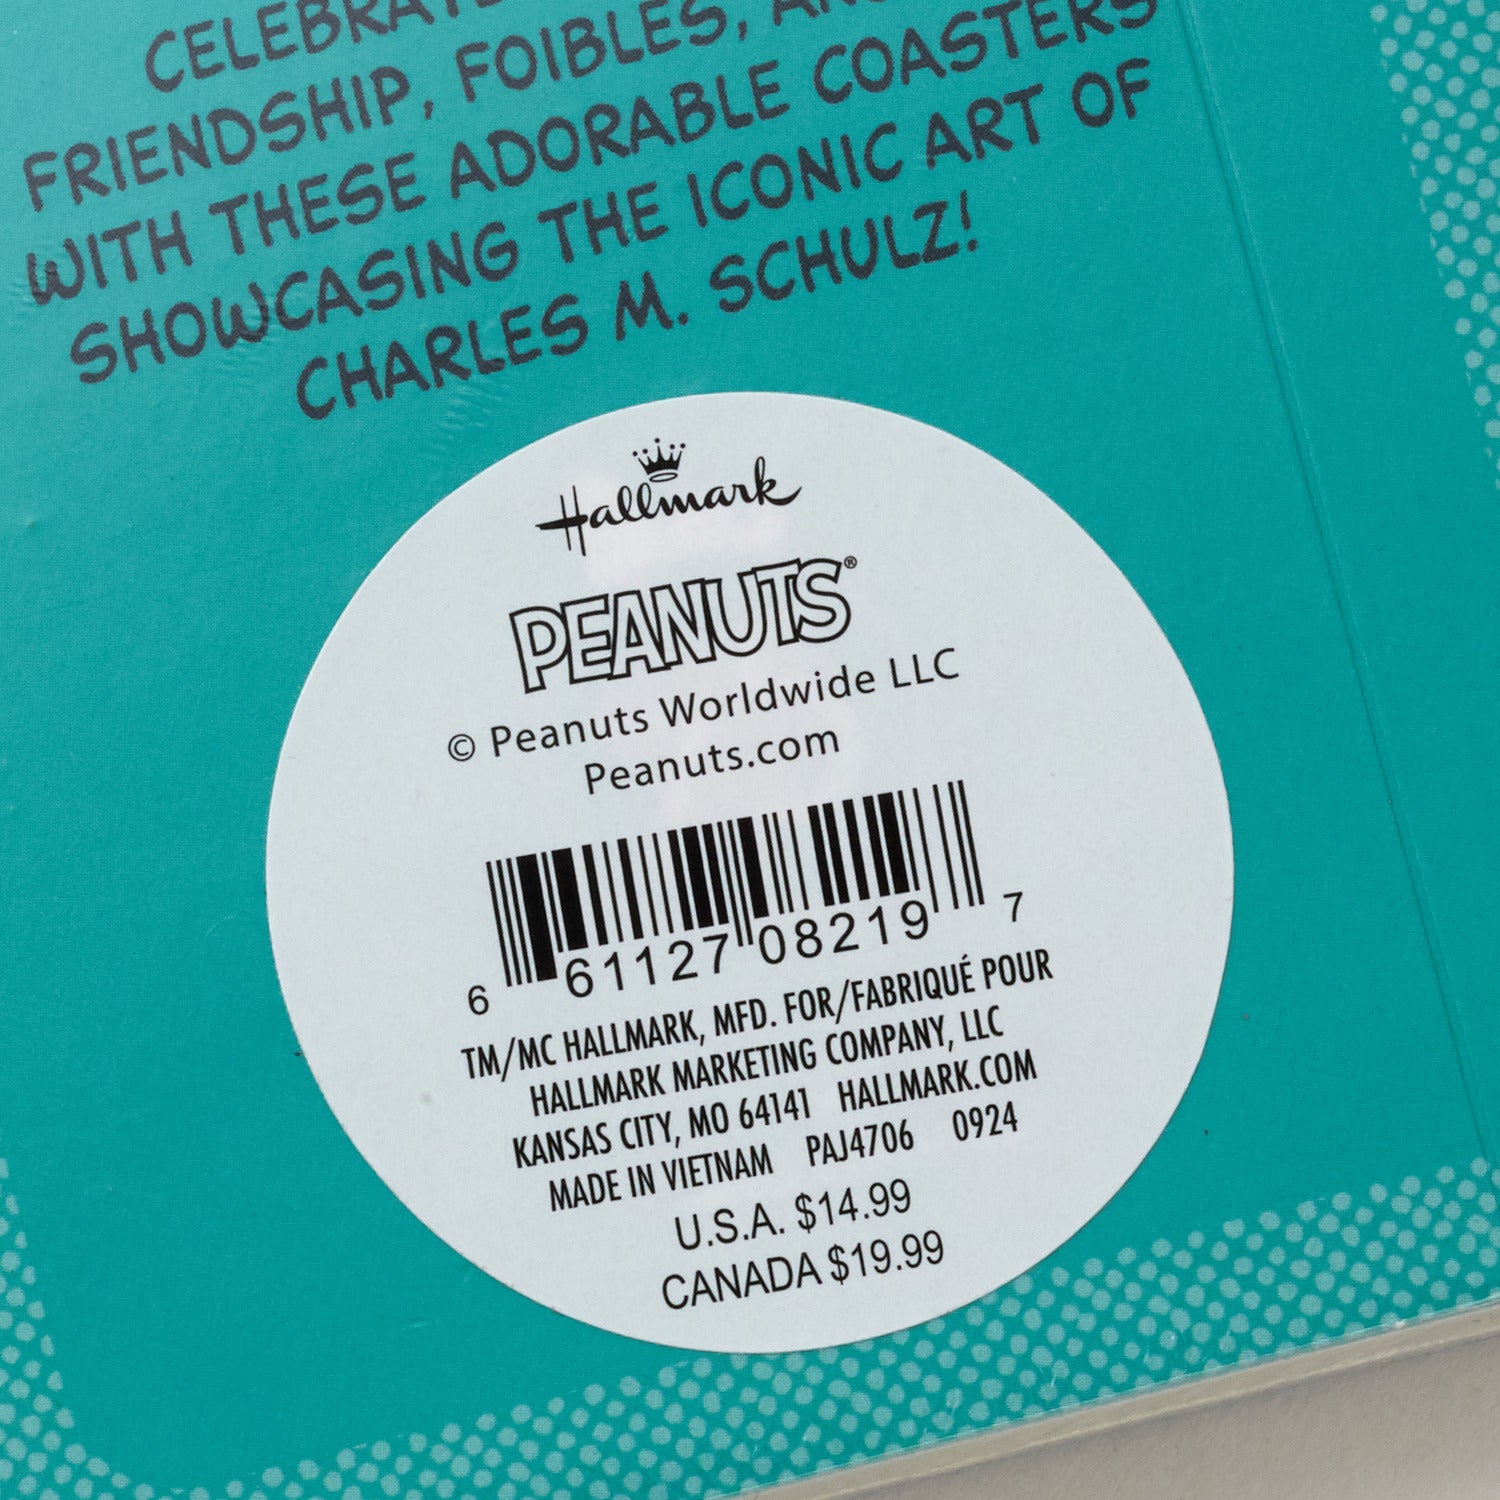 FRIENDSHIP, FOIBLES,
WITH THESE ADORABLE COASTERS
SHOWCASING THE ICONIC ART OF
CHARLES M. SCHULZ!
Hallmark
PEANUTS®
© Peanuts Worldwide LLC
Peanuts.com
6 61127 08219 7
TM/MC HALLMARK, MFD. FOR/FABRIQUÉ POUR
HALLMARK MARKETING COMPANY, LLC
KANSAS CITY, MO 64141 HALLMARK.COM
MADE IN VIETNAM PAJ4706 0924
U.S.A. $14.99
CANADA $19.99